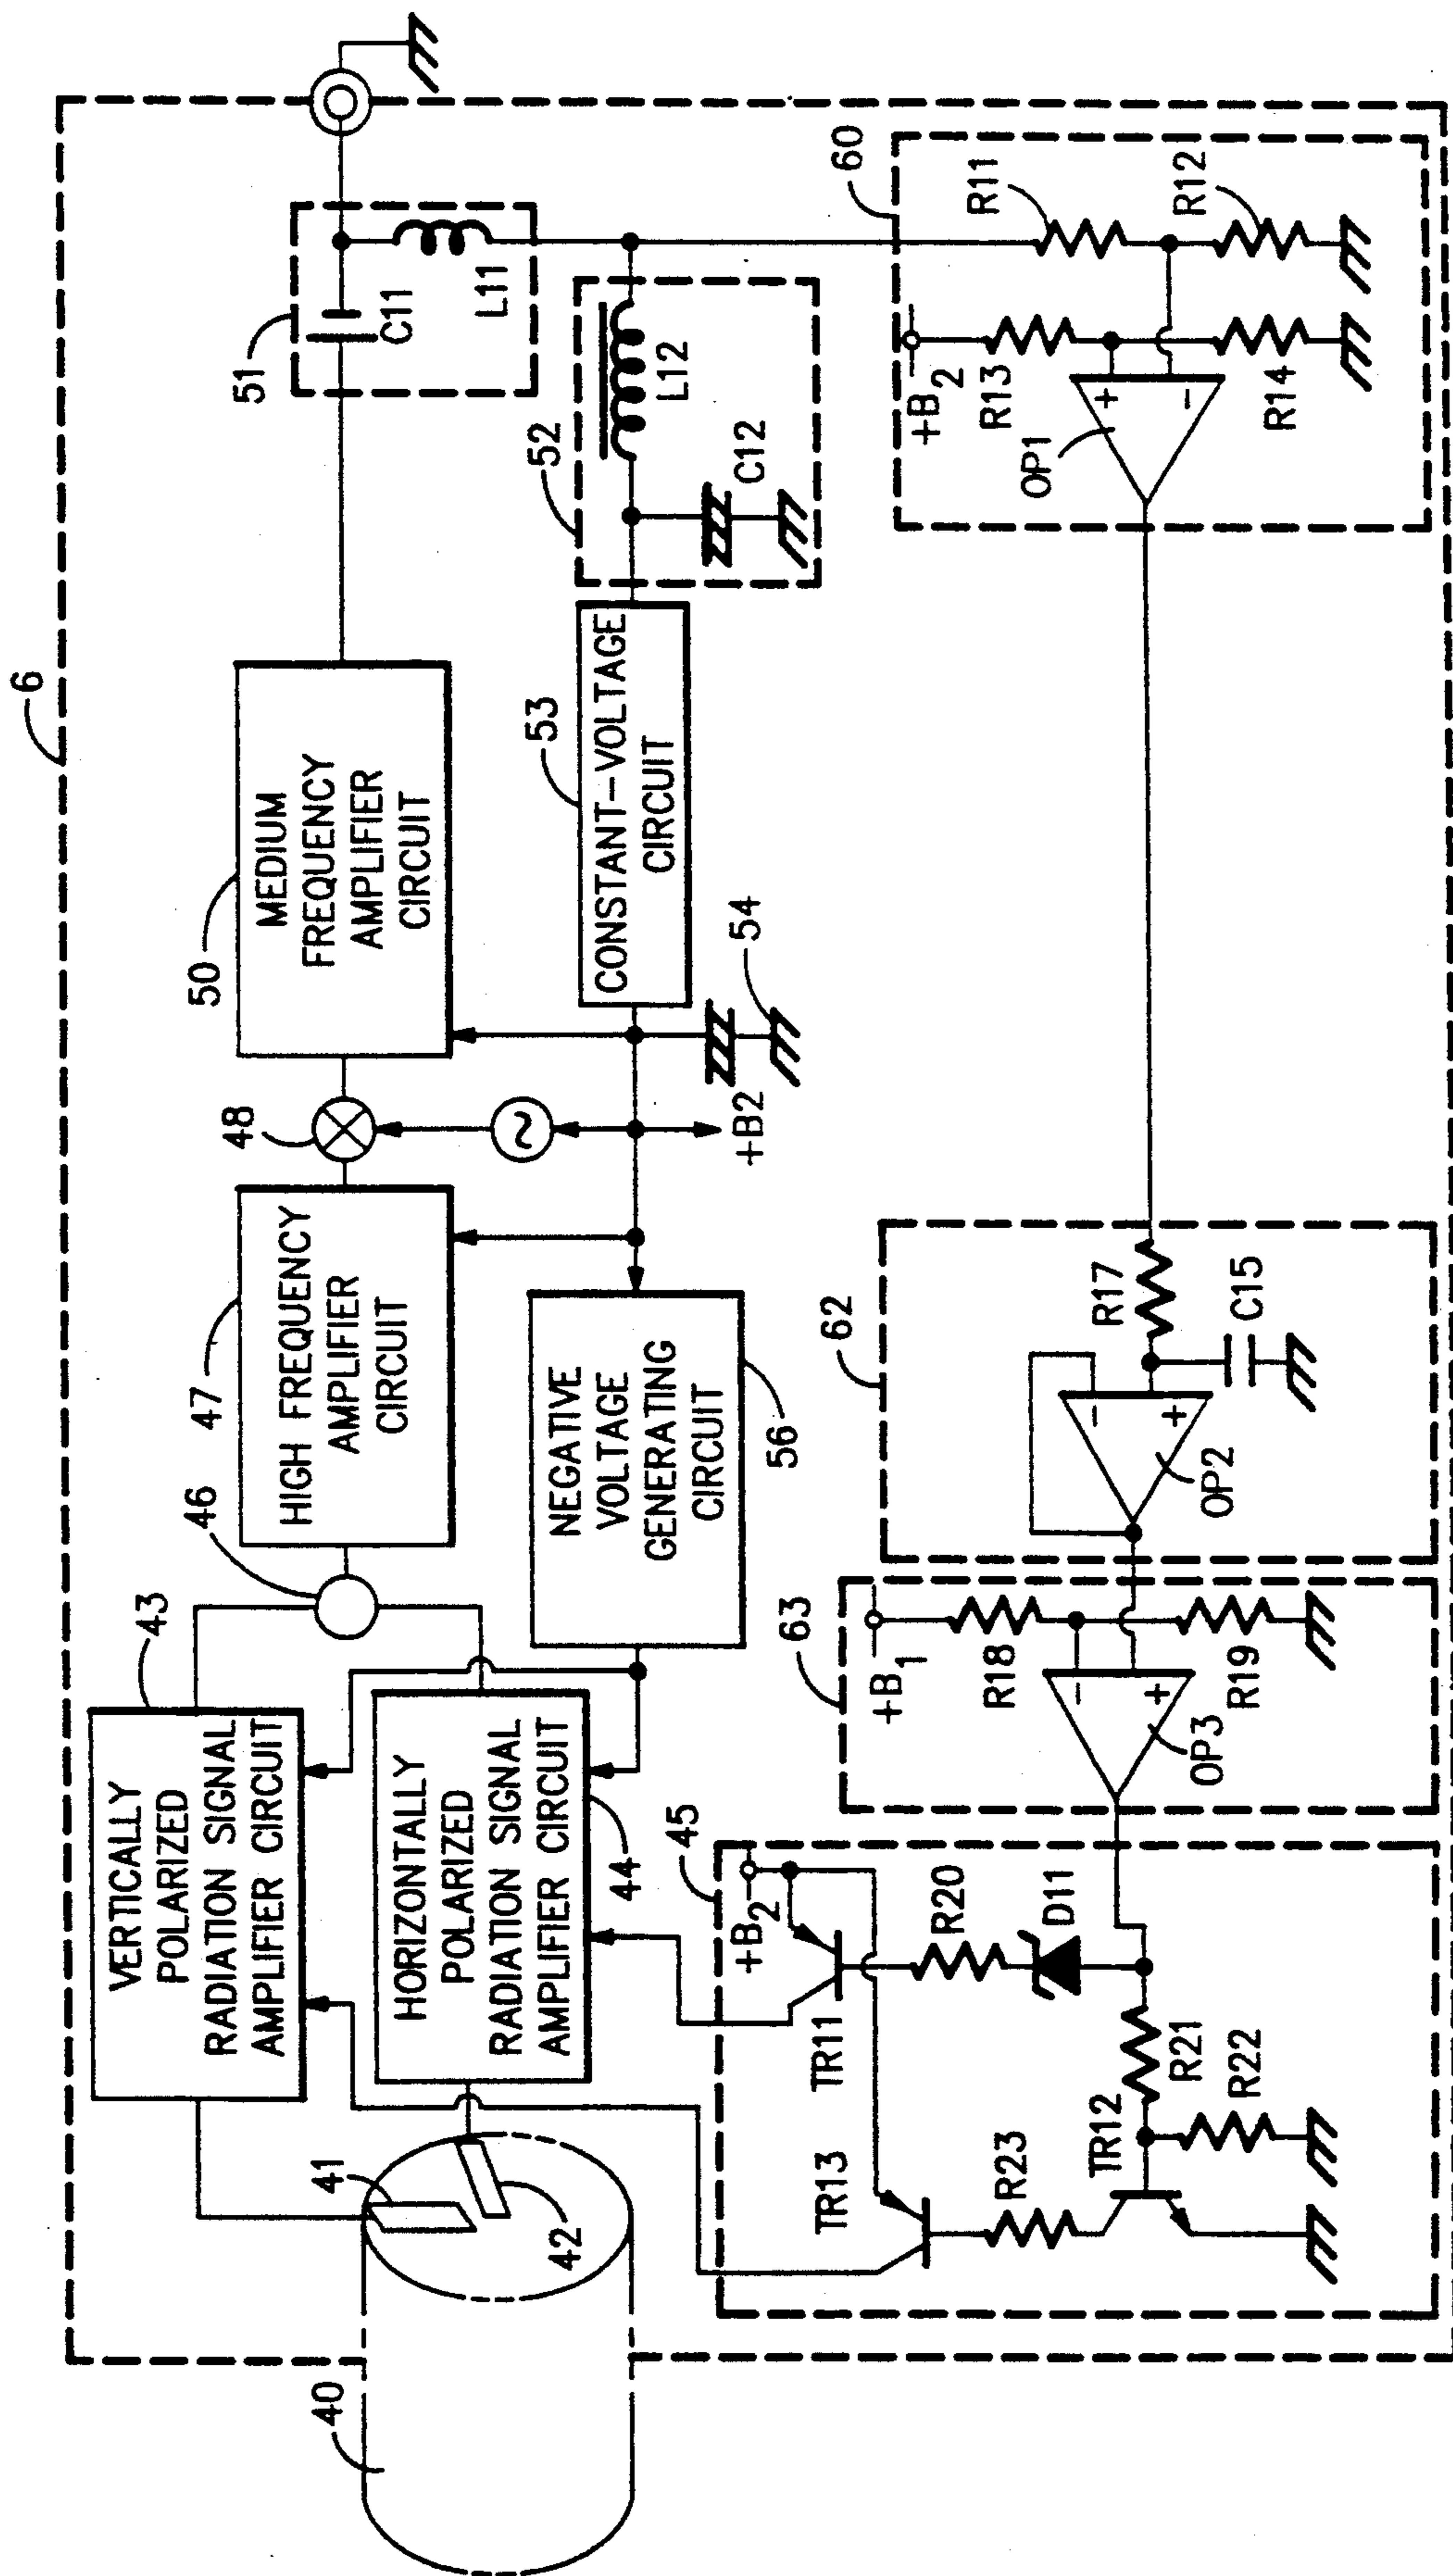 6
40
41
42
VERTICALLY
POLARIZED
RADIATION SIGNAL
AMPLIFIER CIRCUIT
43
HORIZONTALLY
POLARIZED
RADIATION SIGNAL
AMPLIFIER CIRCUIT
44
46
47
HIGH FREQUENCY
AMPLIFIER
CIRCUIT
48
50
MEDIUM
FREQUENCY
AMPLIFIER
CIRCUIT
51
C11
L11
NEGATIVE
VOLTAGE
GENERATING
CIRCUIT
56
+B2
54
53
CONSTANT-VOLTAGE
CIRCUIT
52
L12
C12
45
+B2
TR11
R20
D11
TR13
R23
TR12
R21
R22
63
+B1
R18
R19
-
+
OP3
62
-
+
OP2
R17
C15
60
+B2
R13
R14
R11
R12
+
-
OP1